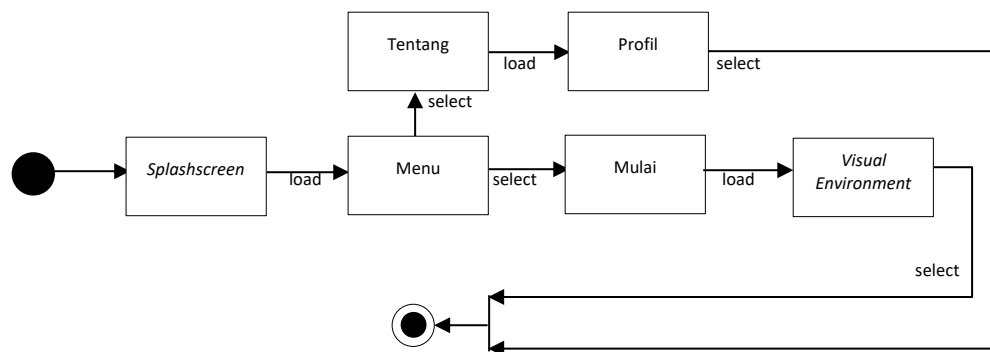 Tentang
load
Profil
select
select
Splashscreen
load
Menu
select
Mulai
load
Visual
Environment
select